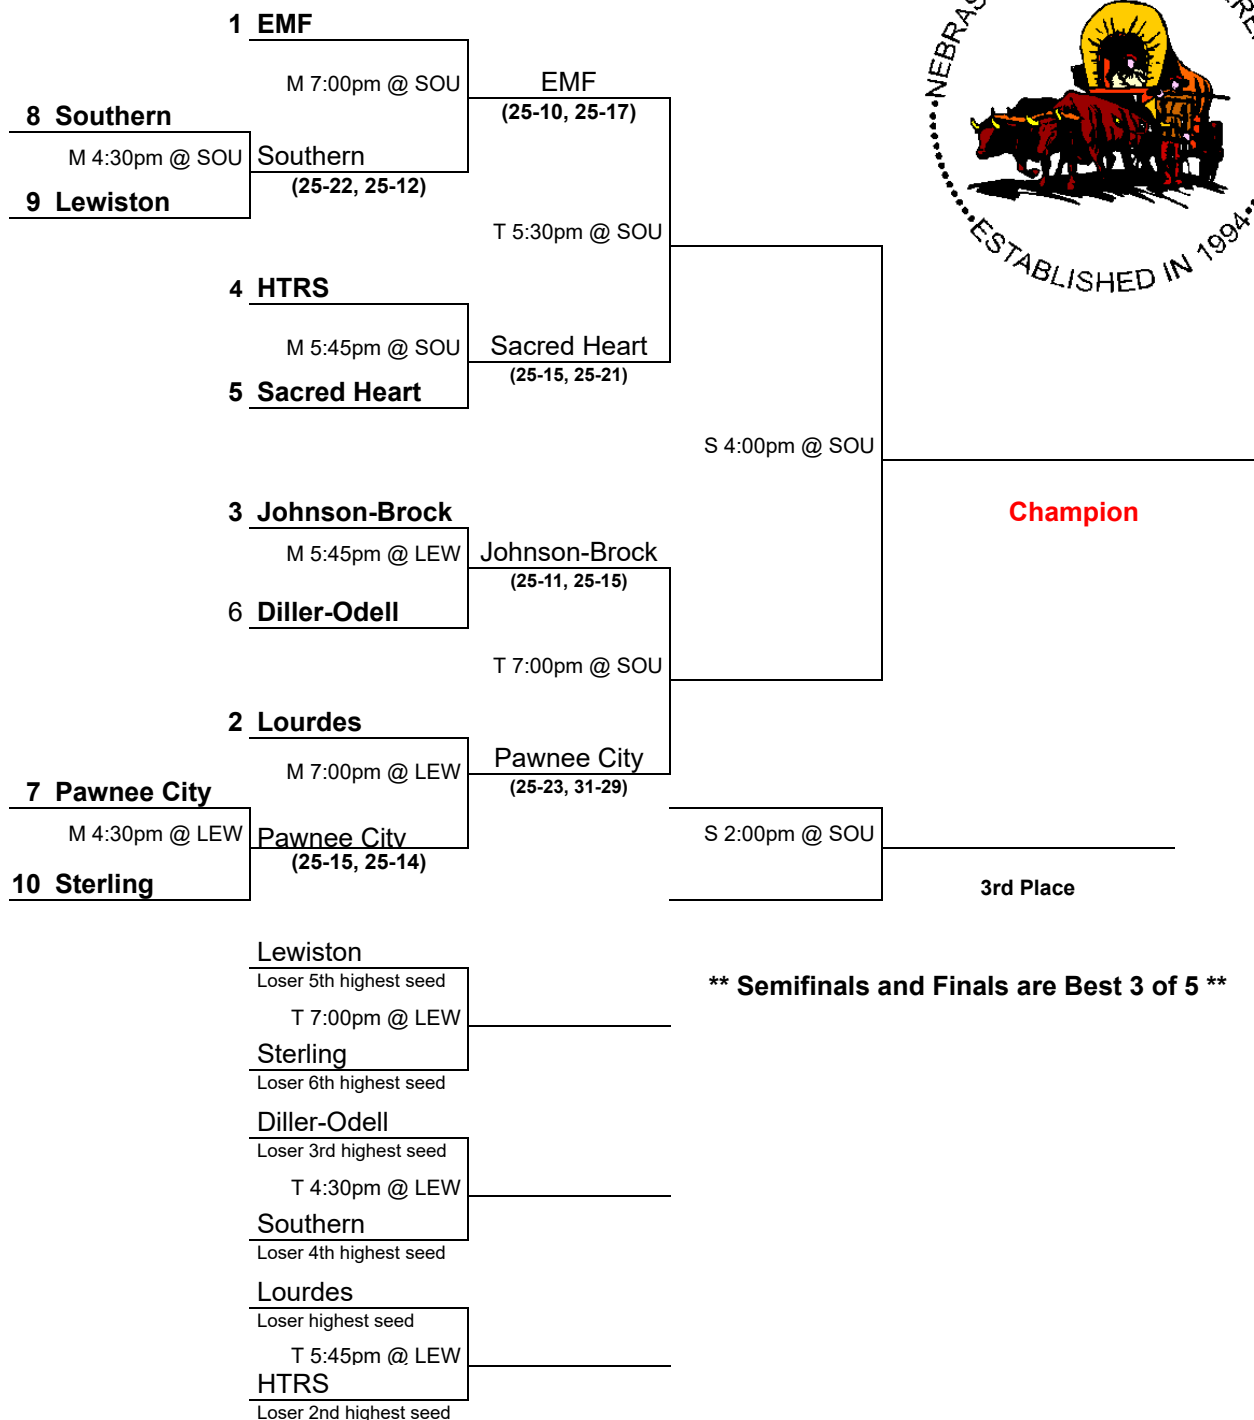 1 EMF
M 7:00pm @ SOU
EMF
(25-10, 25-17)
8 Southern
M 4:30pm @ SOU
Southern
(25-22, 25-12)
9 Lewiston
T 5:30pm @ SOU
ESTABLISHED IN 1994
4 HTRS
M 5:45pm @ SOU
Sacred Heart
(25-15, 25-21)
5 Sacred Heart
S 4:00pm @ SOU
3 Johnson-Brock
Champion
M 5:45pm @ LEW
Johnson-Brock
(25-11, 25-15)
6 Diller-Odell
T 7:00pm @ SOU
2 Lourdes
M 7:00pm @ LEW
Pawnee City
(25-23, 31-29)
7 Pawnee City
M 4:30pm @ LEW
Pawnee City
(25-15, 25-14)
S 2:00pm @ SOU
10 Sterling
3rd Place
Lewiston
Loser 5th highest seed
** Semifinals and Finals are Best 3 of 5 **
T 7:00pm @ LEW
Sterling
Loser 6th highest seed
Diller-Odell
Loser 3rd highest seed
T 4:30pm @ LEW
Southern
Loser 4th highest seed
Lourdes
Loser highest seed
T 5:45pm @ LEW
HTRS
Loser 2nd highest seed